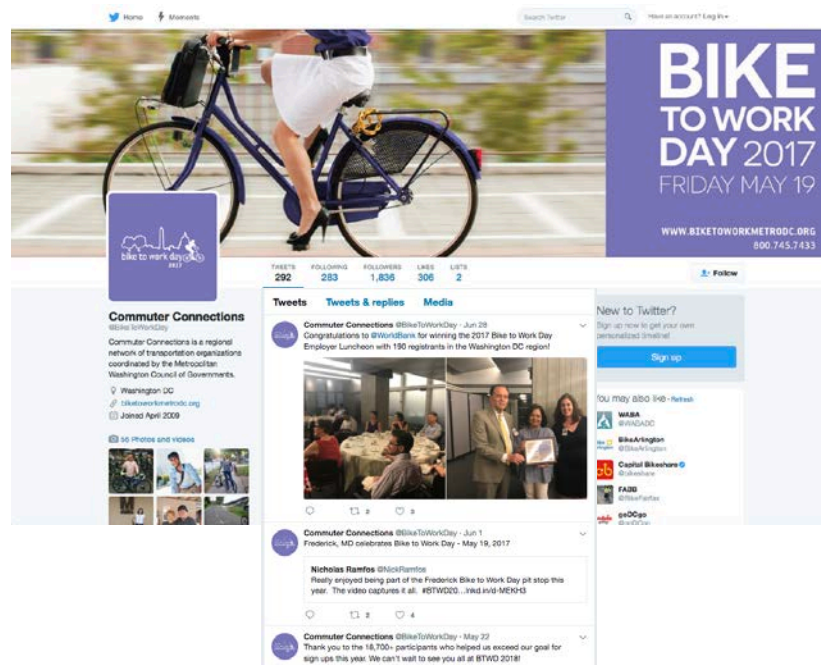 Home Moments
Search Twitter
Have an account? Log in
BIKE
TO WORK
DAY 2017
FRIDAY MAY 19
WWW.BIKETOWORKMETRODC.ORG
800.745.7433
bike to work day
2017
TWEETS FOLLOWING FOLLOWERS LIKES LISTS
292 283 1,836 306 2
Follow
Commuter Connections
@BikeToWorkDay
Commuter Connections is a regional
network of transportation organizations
coordinated by the Metropolitan
Washington Council of Governments.
Washington DC
biketoworkmetrodc.org
Joined April 2009
56 Photos and videos
Tweets Tweets & replies Media
Commuter Connections @BikeToWorkDay · Jun 28
Congratulations to @WorldBank for winning the 2017 Bike to Work Day
Employer Luncheon with 190 registrants in the Washington DC region!
2 3
Commuter Connections @BikeToWorkDay · Jun 1
Frederick, MD celebrates Bike to Work Day - May 19, 2017
Nicholas Ramfos @NickRamfos
Really enjoyed being part of the Frederick Bike to Work Day pit stop this
year. The video captures it all. #BTWD20...lnkd.in/d-MEKH3
2 4
Commuter Connections @BikeToWorkDay · May 22
Thank you to the 18,700+ participants who helped us exceed our goal for
sign ups this year. We can't wait to see you all at BTWD 2018!
New to Twitter?
Sign up now to get your own
personalized timeline!
Sign up
You may also like · Refresh
WABA
@WABADC
BikeArlington
@BikeArlington
Capital Bikeshare
@bikeshare
FABB
@BikeFairfax
goDCgo
@goDCgo